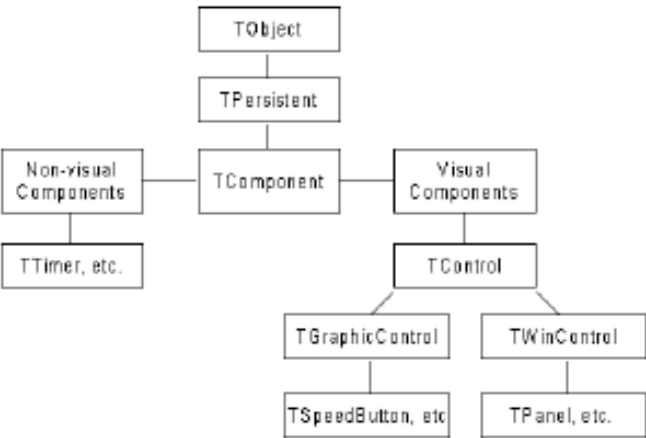 TObject
TPersistent
Non-visual
Components
TComponent
Visual
Components
TTimer, etc.
TControl
TGraphicControl
TWinControl
TSpeedButton, etc
TPanel, etc.